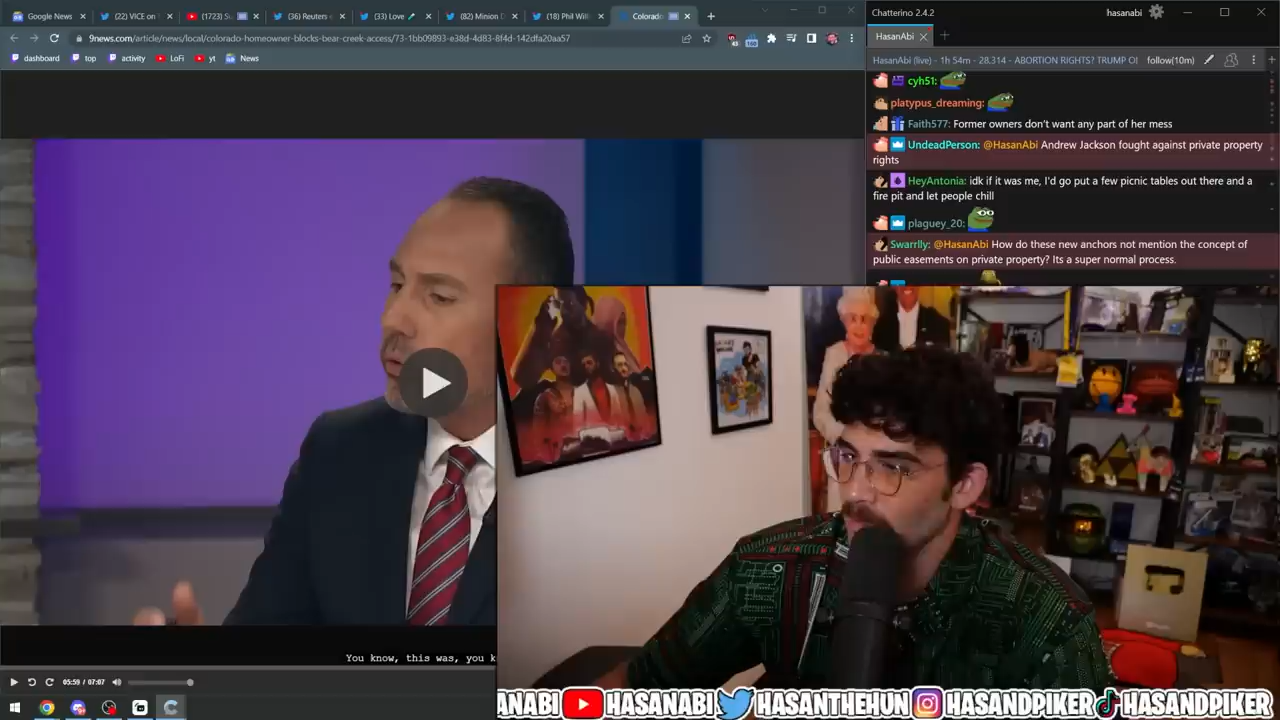 Google News
(22) VICE on
(1723)
(36) Reuters
(33) Love
(82) Minion D
(18) Phil Wil
Colorado
9news.com/article/news/local/colorado-homeowner-blocks-bear-creek-access/73-1bb09893-e38d-4d83-8f4d-142dfa20aa57
dashboard
top
activity
LoFi
yt
News
Chatterino 2.4.2
hasanabi
HasanAbi
HasanAbi (live) - 1h 54m - 28.314 - ABORTION RIGHTS? TRUMP OI
follow(10m)
cyh51:
platypus_dreaming:
Faith577: Former owners don't want any part of her mess
UndeadPerson: @HasanAbi Andrew Jackson fought against private property
rights
HeyAntonia: idk if it was me, I'd go put a few picnic tables out there and a
fire pit and let people chill
plaguey_20:
Swarrlly: @HasanAbi How do these new anchors not mention the concept of
public easements on private property? Its a super normal process.
You know, this was, you k
05:59 / 07:07
ANABI HASANABI HASANTHEHUN HASANDPIKER HASANDPIKER